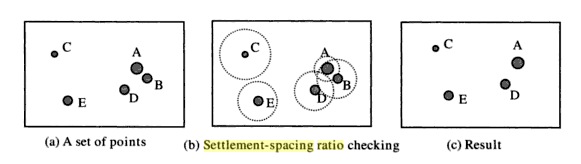 C
A
B
D
E
C
A
B
D
E
C
A
D
E
(a) A set of points
(b) Settlement-spacing ratio checking
(c) Result